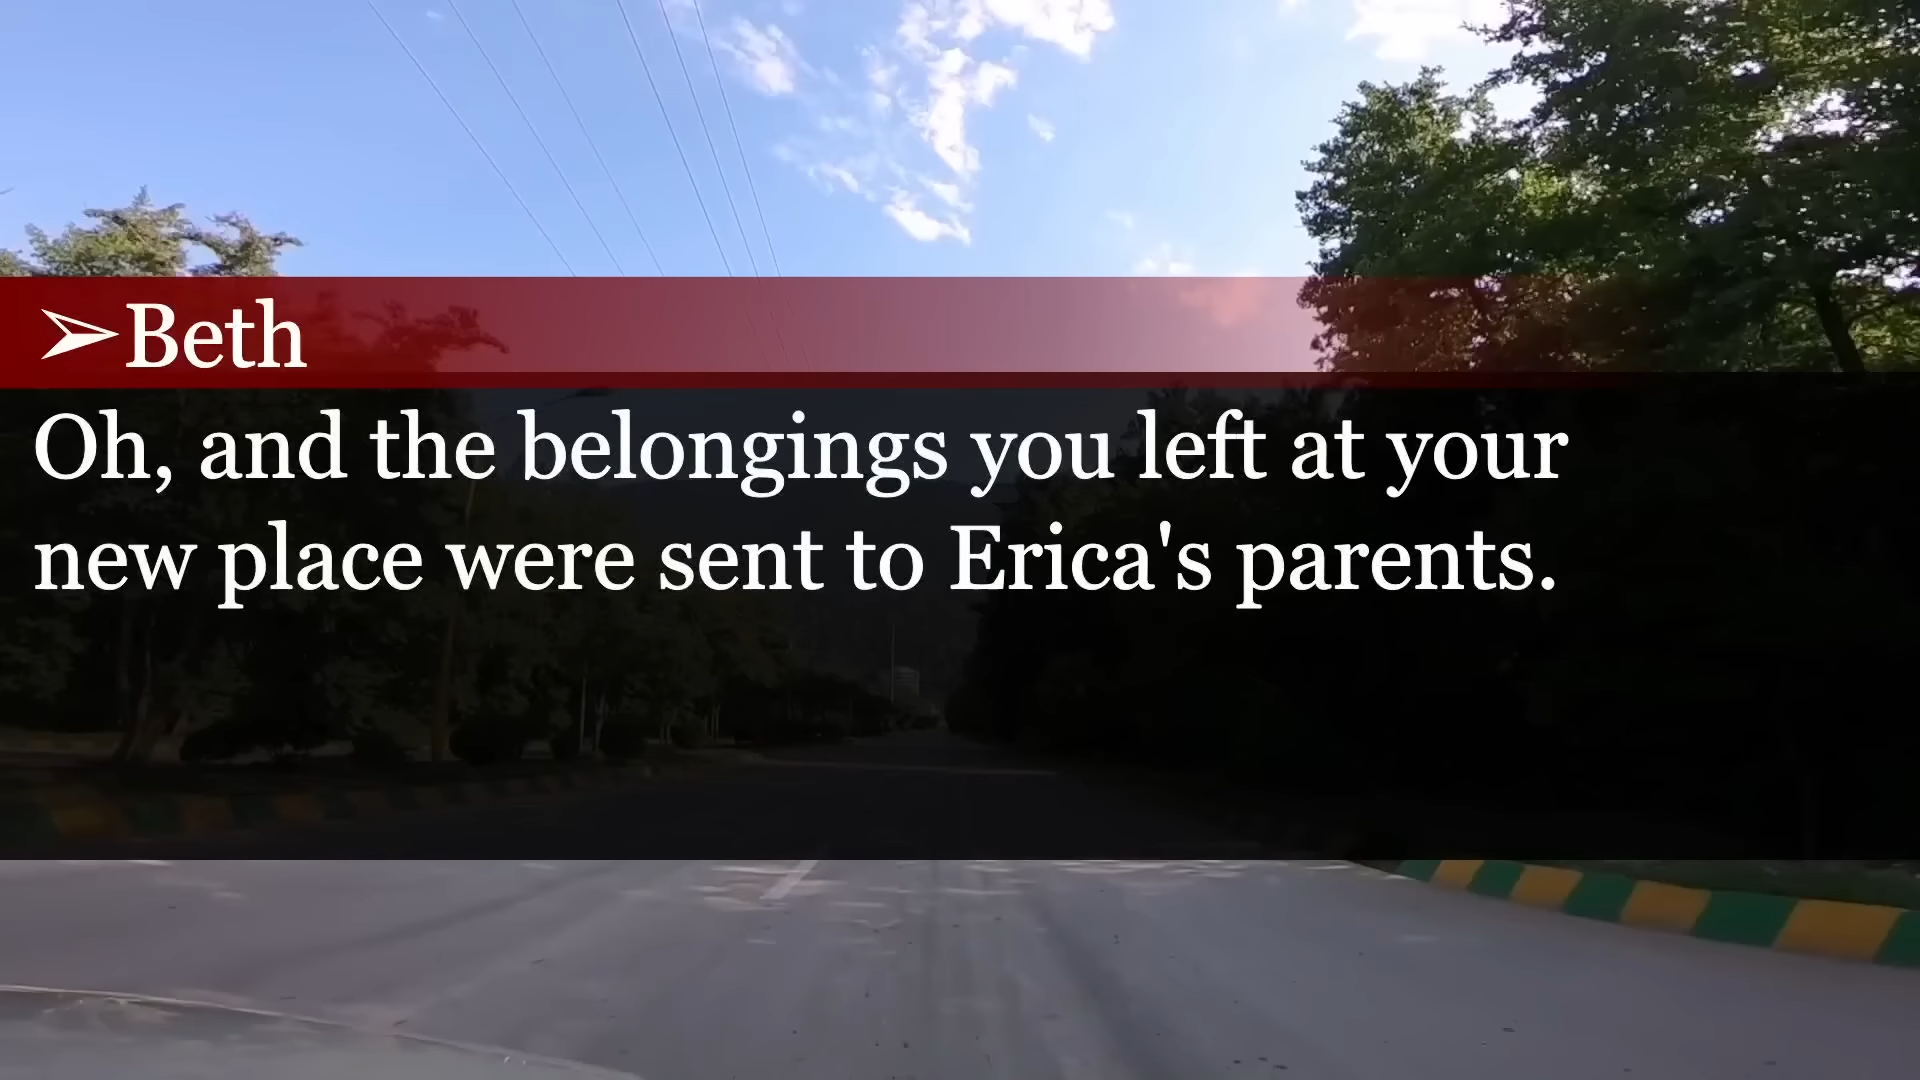 ➢Beth
Oh, and the belongings you left at your
new place were sent to Erica's parents.